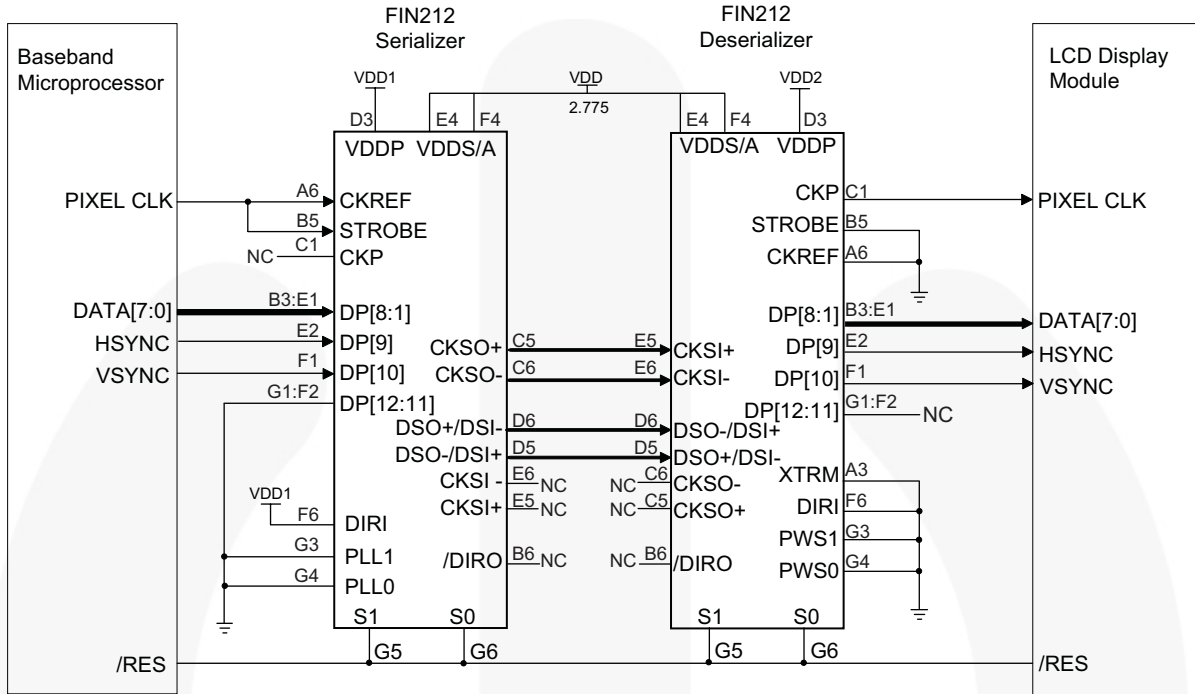 FIN212
Serializer
FIN212
Deserializer
Baseband
Microprocessor
LCD Display
Module
VDD1
VDD
2.775
VDD2
D3
E4
F4
E4
F4
D3
VDDP
VDDS/A
VDDS/A
VDDP
PIXEL CLK
A6
CKREF
CKP
C1
PIXEL CLK
B5
STROBE
STROBE
B5
NC
C1
CKP
CKREF
A6
DATA[7:0]
B3:E1
DP[8:1]
DP[8:1]
B3:E1
DATA[7:0]
HSYNC
E2
DP[9]
DP[9]
E2
HSYNC
VSYNC
F1
DP[10]
DP[10]
F1
VSYNC
CKSO+
C5
E5
CKSI+
CKSO-
C6
E6
CKSI-
G1:F2
DP[12:11]
DP[12:11]
G1:F2
NC
DSO+/DSI-
D6
D6
DSO-/DSI+
DSO-/DSI+
D5
D5
DSO+/DSI-
CKSI -
E6
NC
NC
C6
CKSO-
XTRM
A3
CKSI+
E5
NC
NC
C5
CKSO+
DIRI
F6
VDD1
F6
DIRI
G3
PLL1
PWS1
G3
/DIRO
B6
NC
NC
B6
/DIRO
G4
PLL0
PWS0
G4
S1
S0
S1
S0
G5
G6
G5
G6
/RES
/RES